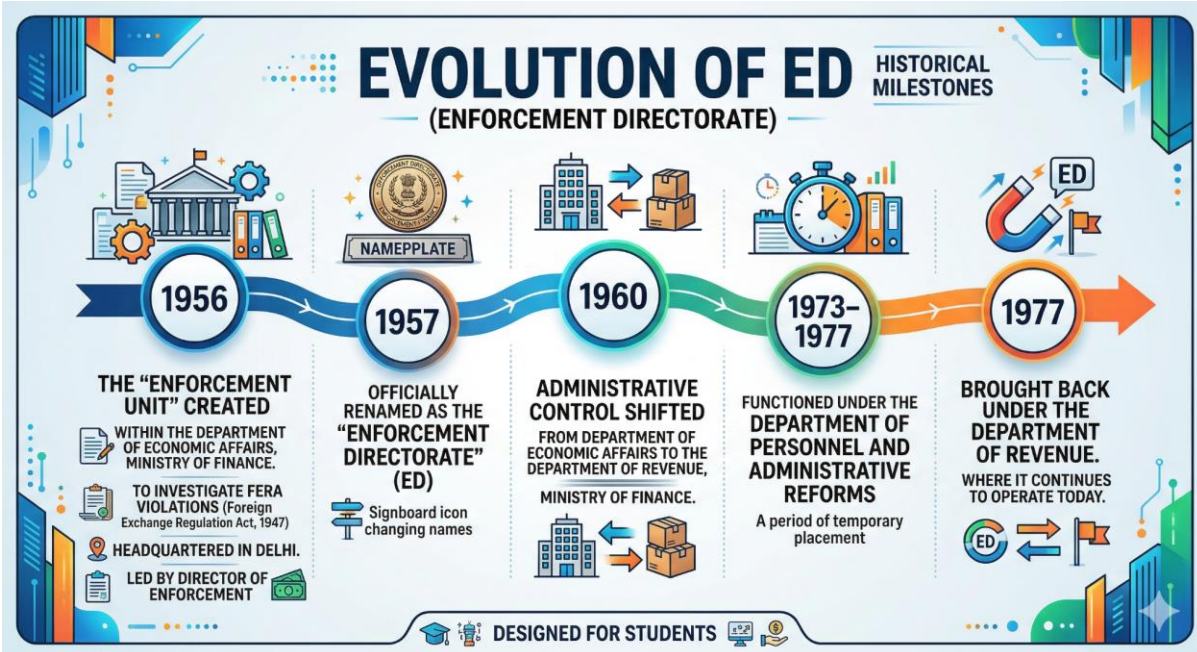 EVOLUTION OF ED
(ENFORCEMENT DIRECTORATE)
HISTORICAL
MILESTONES
NAMEPPLATE
ED
1956
THE “ENFORCEMENT
UNIT” CREATED
WITHIN THE DEPARTMENT
OF ECONOMIC AFFAIRS,
MINISTRY OF FINANCE.
TO INVESTIGATE FERA
VIOLATIONS (Foreign
Exchange Regulation Act, 1947)
HEADQUARTERED IN DELHI.
LED BY DIRECTOR OF
ENFORCEMENT
1957
OFFICIALLY
RENAMED AS THE
“ENFORCEMENT
DIRECTORATE”
(ED)
Signboard icon
changing names
1960
ADMINISTRATIVE
CONTROL SHIFTED
FROM DEPARTMENT OF
ECONOMIC AFFAIRS TO THE
DEPARTMENT OF REVENUE,
MINISTRY OF FINANCE.
1973–
1977
FUNCTIONED UNDER THE
DEPARTMENT OF
PERSONNEL AND
ADMINISTRATIVE
REFORMS
A period of temporary
placement
1977
BROUGHT BACK
UNDER THE
DEPARTMENT
OF REVENUE.
WHERE IT CONTINUES
TO OPERATE TODAY.
ED
DESIGNED FOR STUDENTS